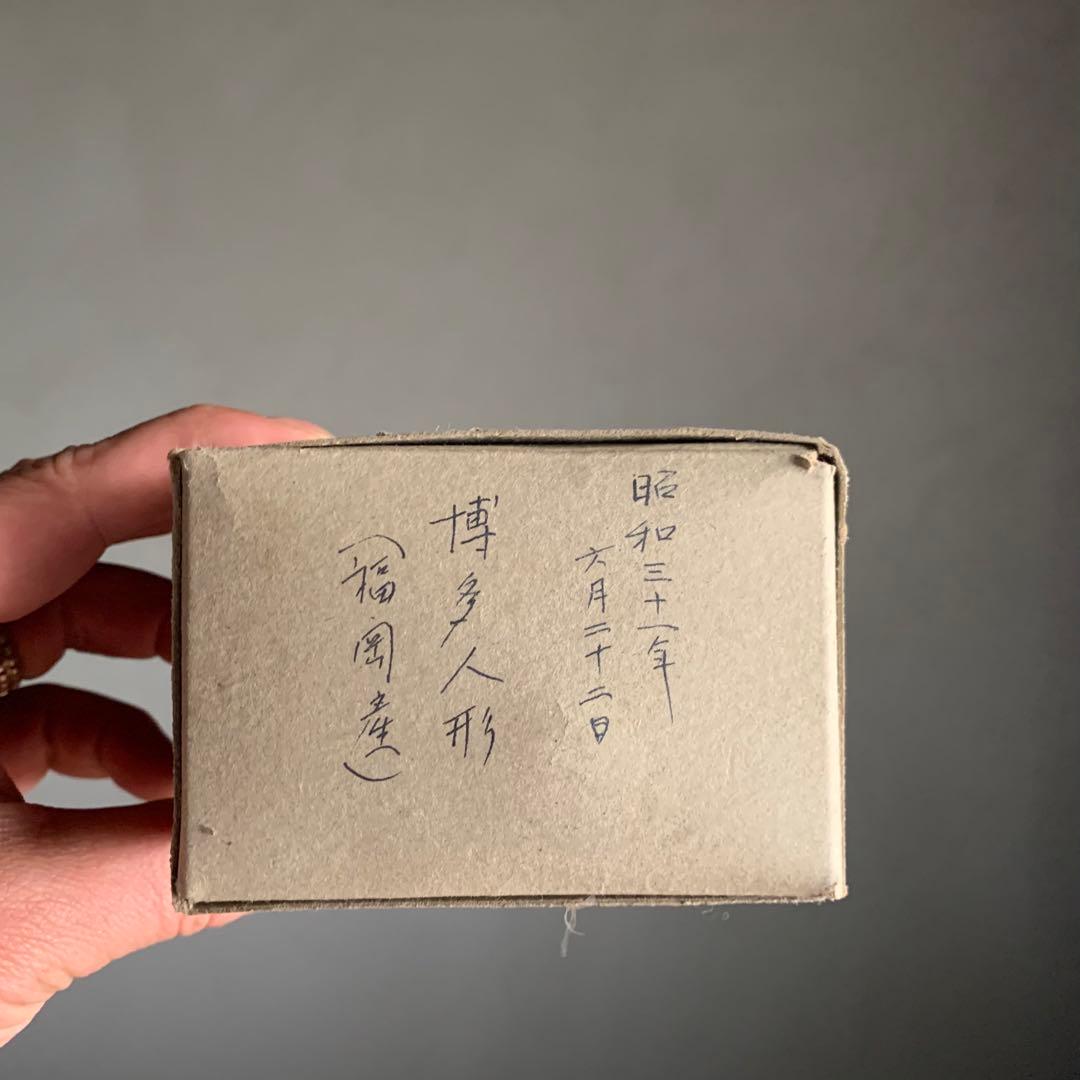 昭和三十一年
六月二十二日
博多人形
（福岡産）